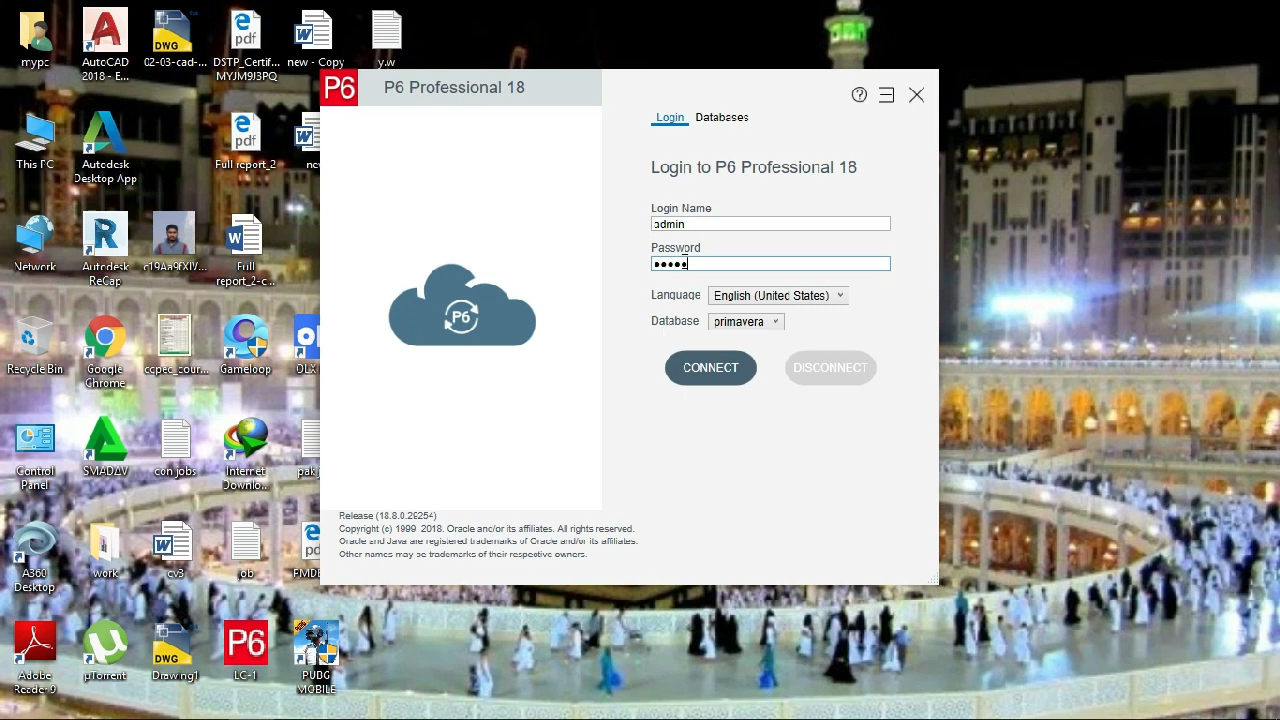 mypc
AutoCAD
2018 - E...
DWG
02-03-cad-...
pdf
DSTP_Certif...
MYJM9J3PQ
new - Copy
y.w
P6
P6 Professional 18
Login
Databases
Login to P6 Professional 18
Login Name
admin
Password
Language
English (United States)
Database
primavera
CONNECT
DISCONNECT
P6
Release (18.8.0.29254)
Copyright (c) 1999, 2018, Oracle and/or its affiliates. All rights reserved.
Oracle and Java are registered trademarks of Oracle and/or its affiliates.
Other names may be trademarks of their respective owners.
This PC
Autodesk
Desktop App
pdf
Full report_2
new
Network
Autodesk
ReCap
Full
report_2-c...
Recycle Bin
Google
Chrome
ccpec_cour...
Gameloop
OLX
Control
Panel
SMADAV
con jobs
Internet
Downlo...
A360
Desktop
work
cv3
job
Adobe
Reader 9
µTorrent
DWG
Drawing1
P6
LC-1
PUBG
MOBILE